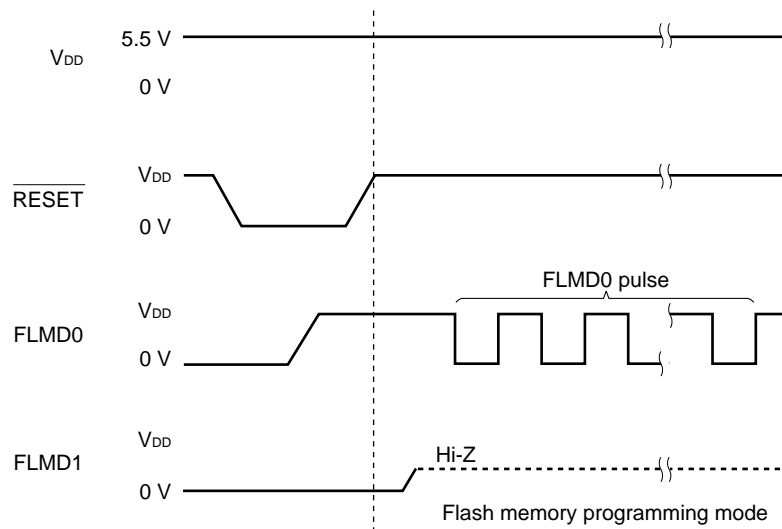 5.5 V
VDD
0 V
VDD
RESET
0 V
FLMD0 pulse
VDD
FLMD0
0 V
VDD
Hi-Z
FLMD1
0 V
Flash memory programming mode